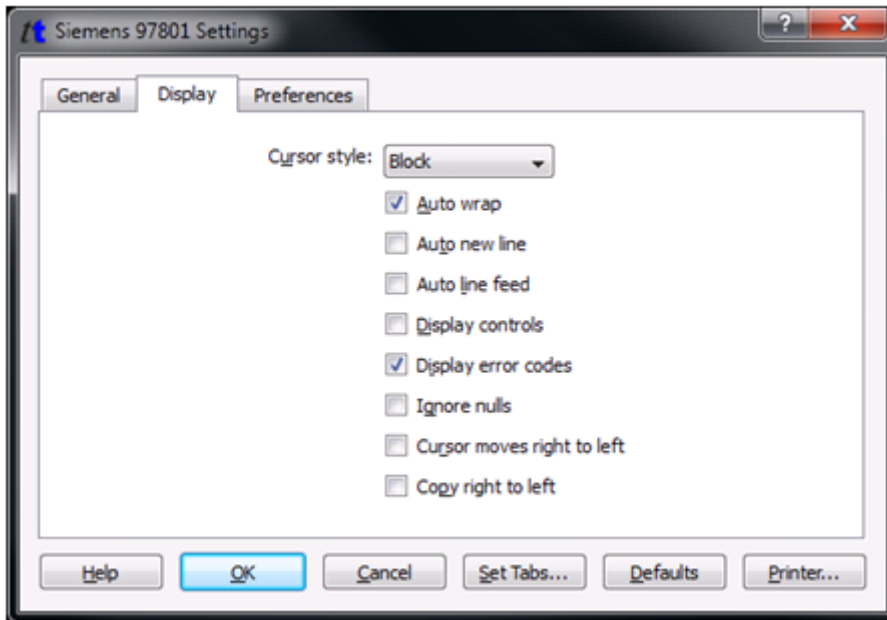 tt Siemens 97801 Settings ? X
General Display Preferences
Cursor style: Block
Auto wrap
Auto new line
Auto line feed
Display controls
Display error codes
Ignore nulls
Cursor moves right to left
Copy right to left
Help OK Cancel Set Tabs... Defaults Printer...